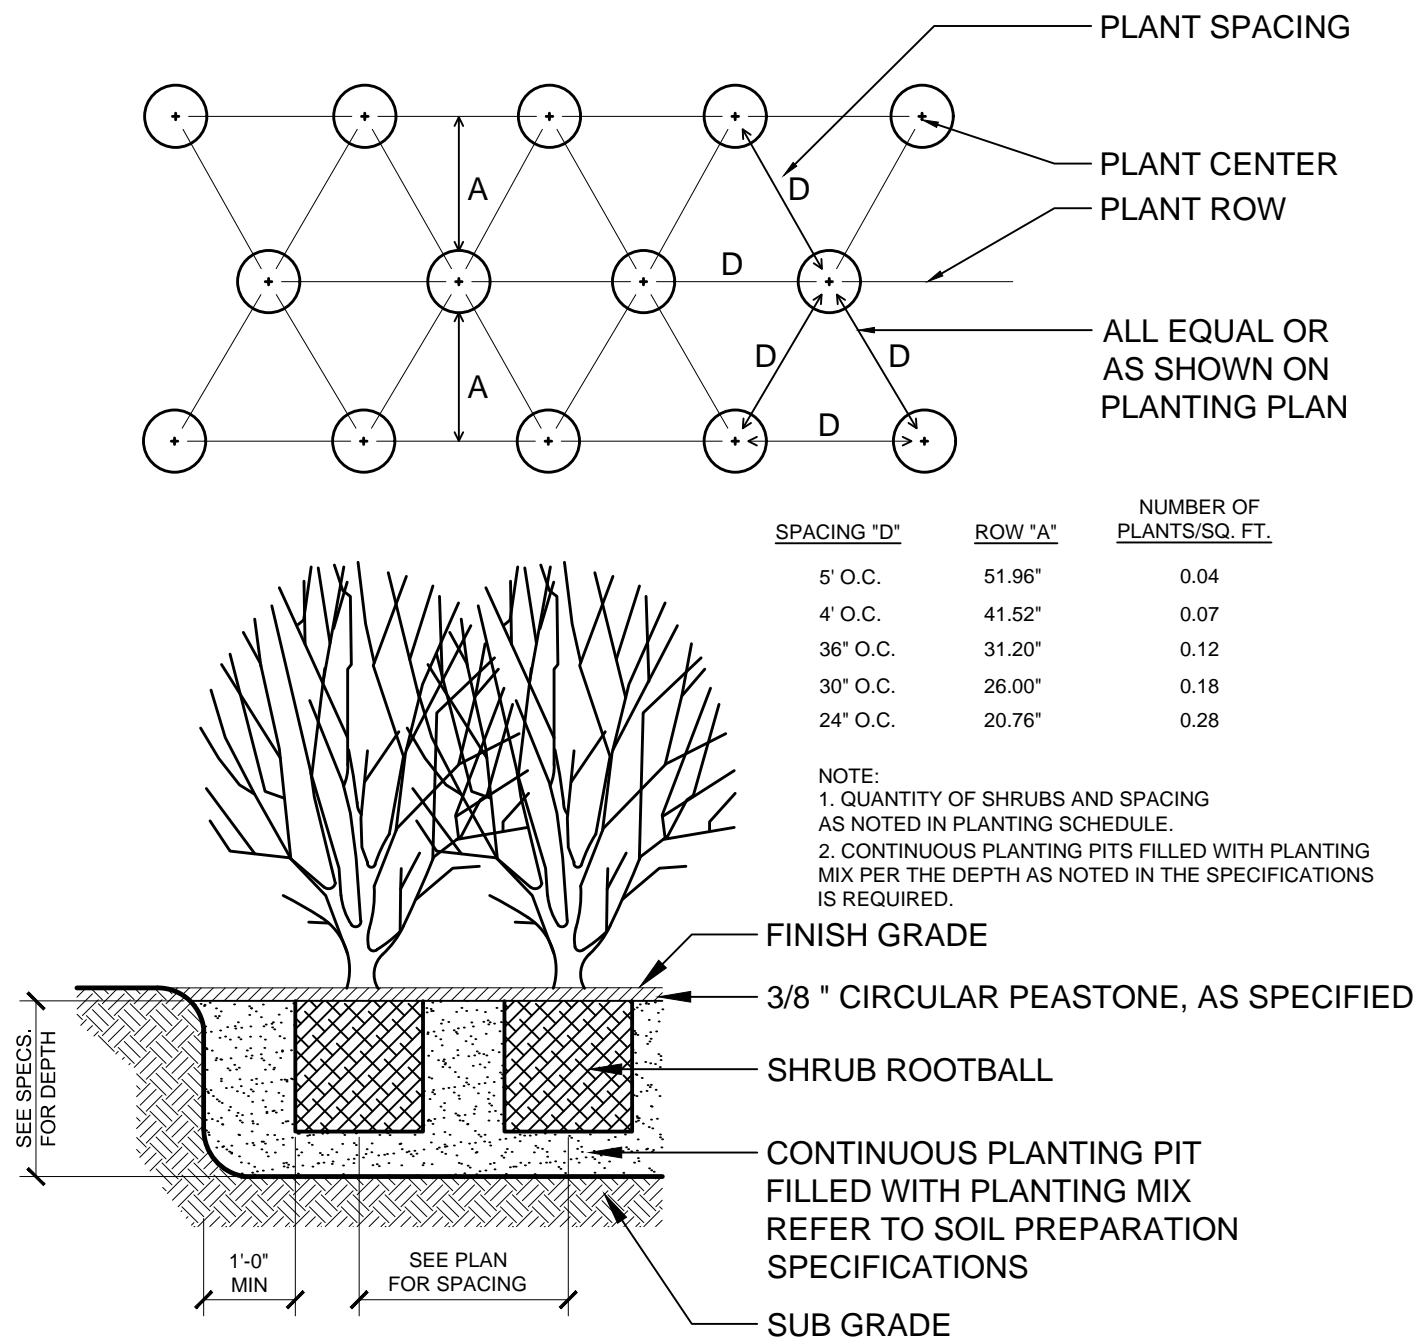 PLANT SPACING
PLANT CENTER
A
D
PLANT ROW
D
ALL EQUAL OR
AS SHOWN ON
PLANTING PLAN
A
D
D
D
SPACING "D"
ROW "A"
NUMBER OF
PLANTS/SQ. FT.
5' O.C. 51.96" 0.04
4' O.C. 41.52" 0.07
36" O.C. 31.20" 0.12
30" O.C. 26.00" 0.18
24" O.C. 20.76" 0.28
NOTE:
1. QUANTITY OF SHRUBS AND SPACING
AS NOTED IN PLANTING SCHEDULE.
2. CONTINUOUS PLANTING PITS FILLED WITH PLANTING
MIX PER THE DEPTH AS NOTED IN THE SPECIFICATIONS
IS REQUIRED.
FINISH GRADE
3/8 " CIRCULAR PEASTONE, AS SPECIFIED
SHRUB ROOTBALL
SEE SPECS.
FOR DEPTH
CONTINUOUS PLANTING PIT
FILLED WITH PLANTING MIX
REFER TO SOIL PREPARATION
SPECIFICATIONS
1'-0"
MIN
SEE PLAN
FOR SPACING
SUB GRADE